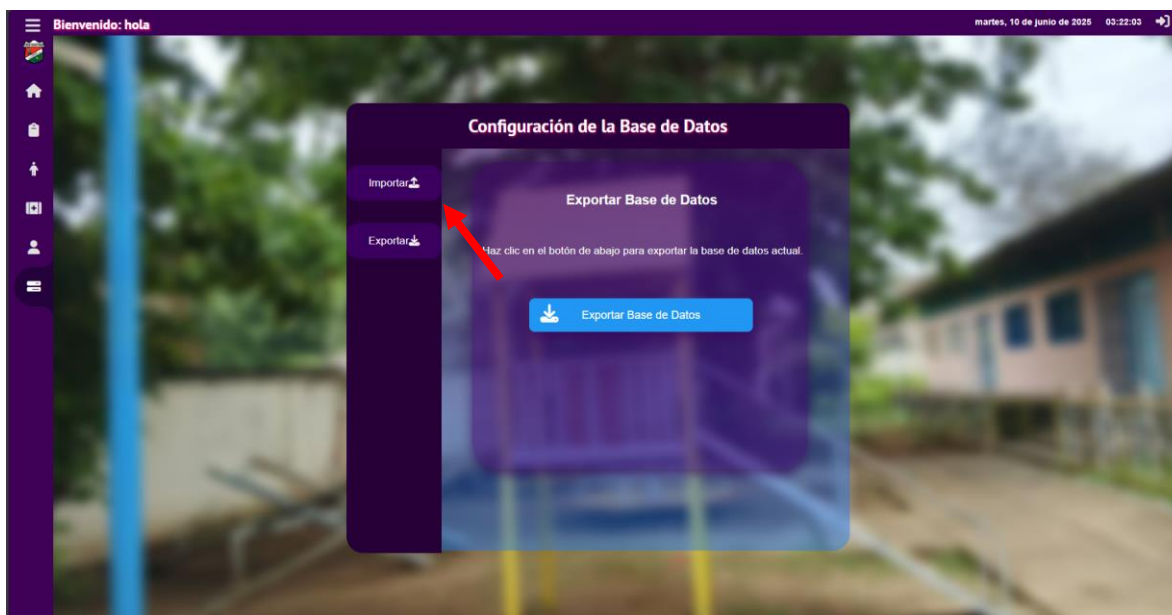 Bienvenido: hola
martes, 10 de junio de 2025 03:22:03
Configuración de la Base de Datos
Importar
Exportar
Exportar Base de Datos
Haz clic en el botón de abajo para exportar la base de datos actual.
Exportar Base de Datos